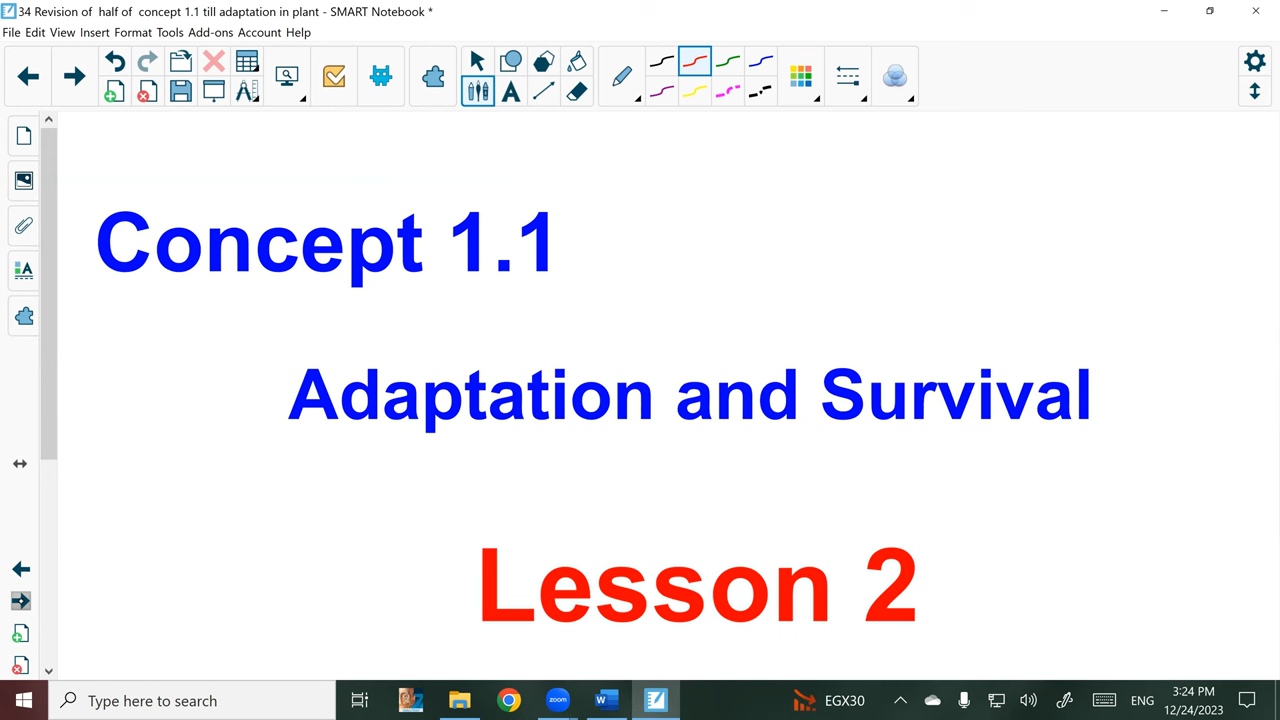 34 Revision of  half of  concept 1.1 till adaptation in plant - SMART Notebook *
File Edit View Insert Format Tools Add-ons Account Help
Concept 1.1
Adaptation and Survival
Lesson 2
Type here to search
EGX30
ENG
3:24 PM
12/24/2023
zoom